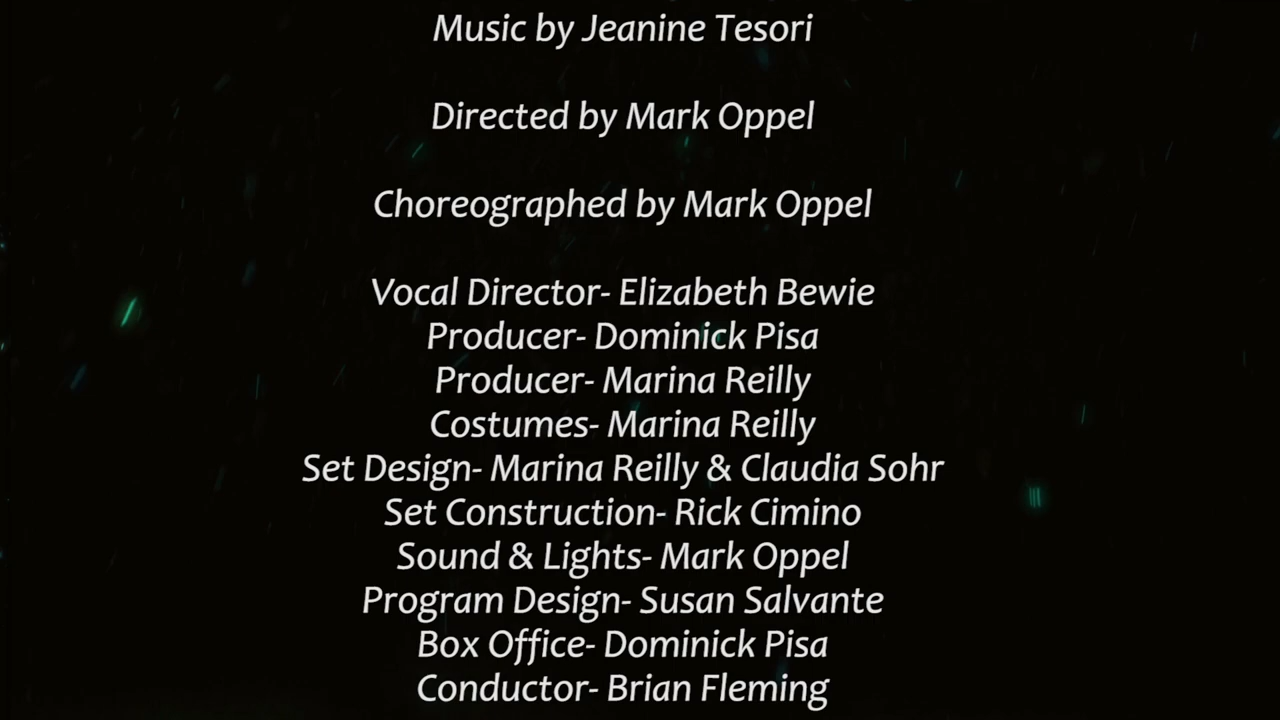 Music by Jeanine Tesori
Directed by Mark Oppel
Choreographed by Mark Oppel
Vocal Director- Elizabeth Bewie
Producer- Dominick Pisa
Producer- Marina Reilly
Costumes- Marina Reilly
Set Design- Marina Reilly & Claudia Sohr
Set Construction- Rick Cimino
Sound & Lights- Mark Oppel
Program Design- Susan Salvante
Box Office- Dominick Pisa
Conductor- Brian Fleming